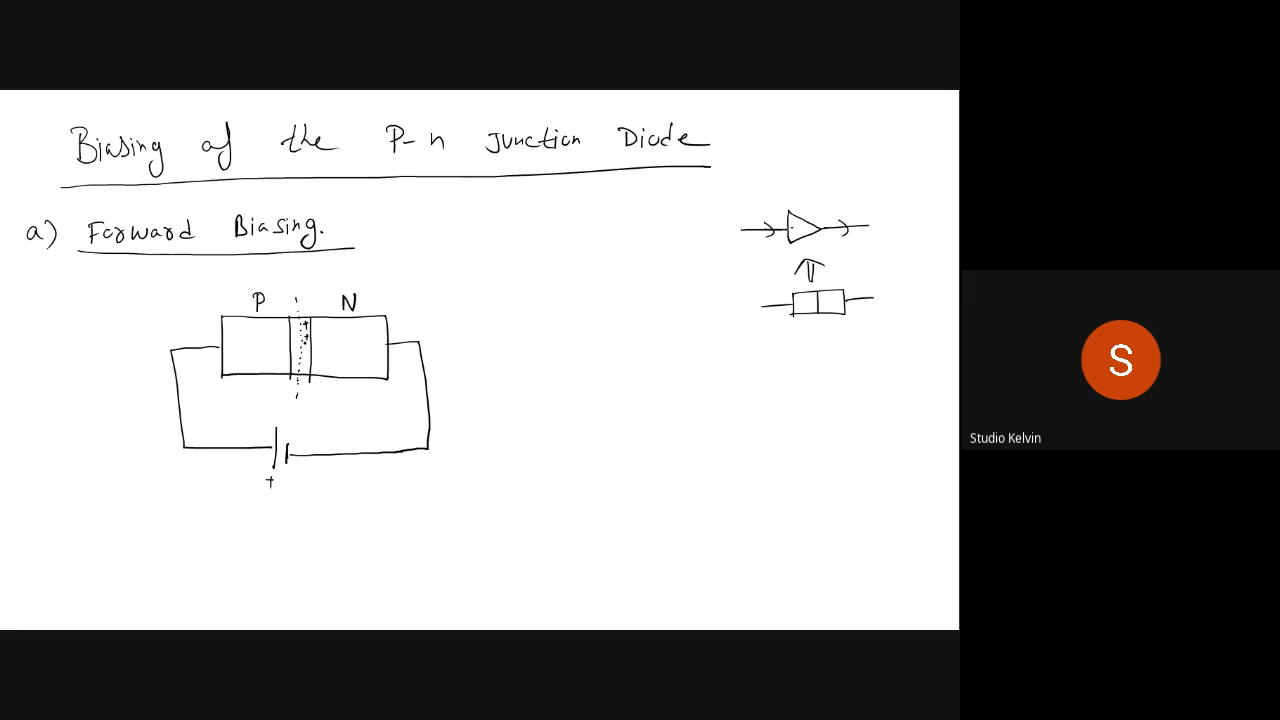 Biasing of the P-n Junction Diode
a) Forward Biasing.
P N
+
+
+
S
Studio Kelvin